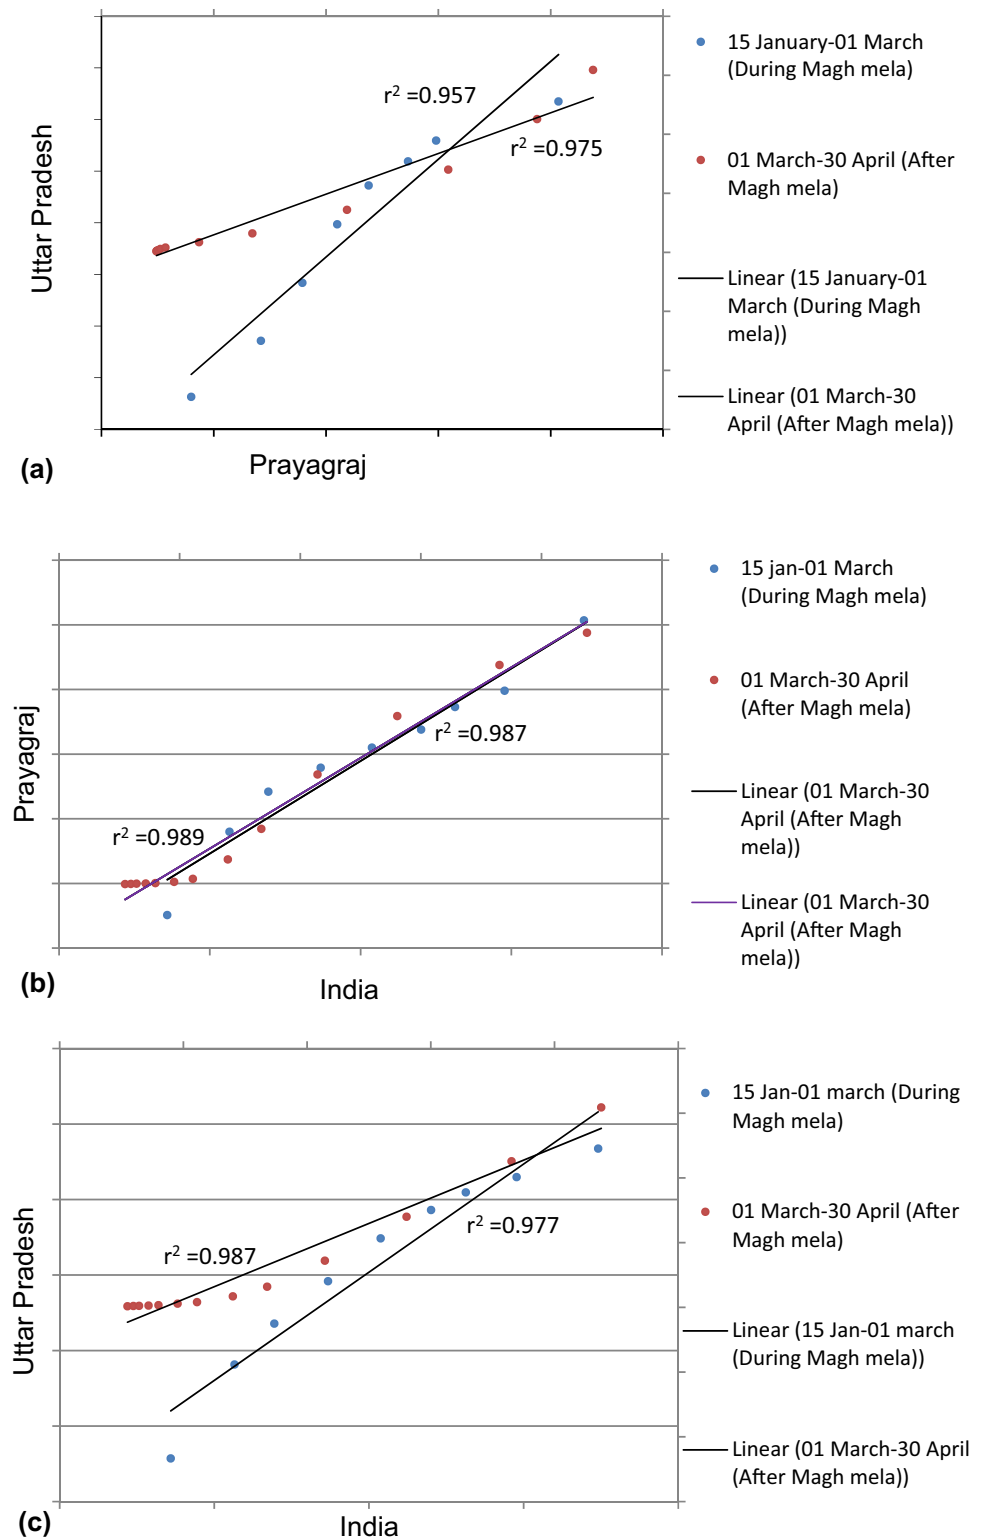 15 January-01 March
(During Magh mela)
r² =0.957
r² =0.975
01 March-30 April (After
Magh mela)
Uttar Pradesh
Linear (15 January-01
March (During Magh
mela))
Linear (01 March-30
April (After Magh mela))
(a)
Prayagraj
15 jan-01 March
(During Magh mela)
01 March-30 April
(After Magh mela)
Prayagraj
r² =0.987
r² =0.989
Linear (01 March-30
April (After Magh
mela))
Linear (01 March-30
April (After Magh
mela))
(b)
India
15 Jan-01 march (During
Magh mela)
01 March-30 April (After
Magh mela)
r² =0.977
r² =0.987
Uttar Pradesh
Linear (15 Jan-01 march
(During Magh mela))
Linear (01 March-30 April
(After Magh mela))
(c)
India